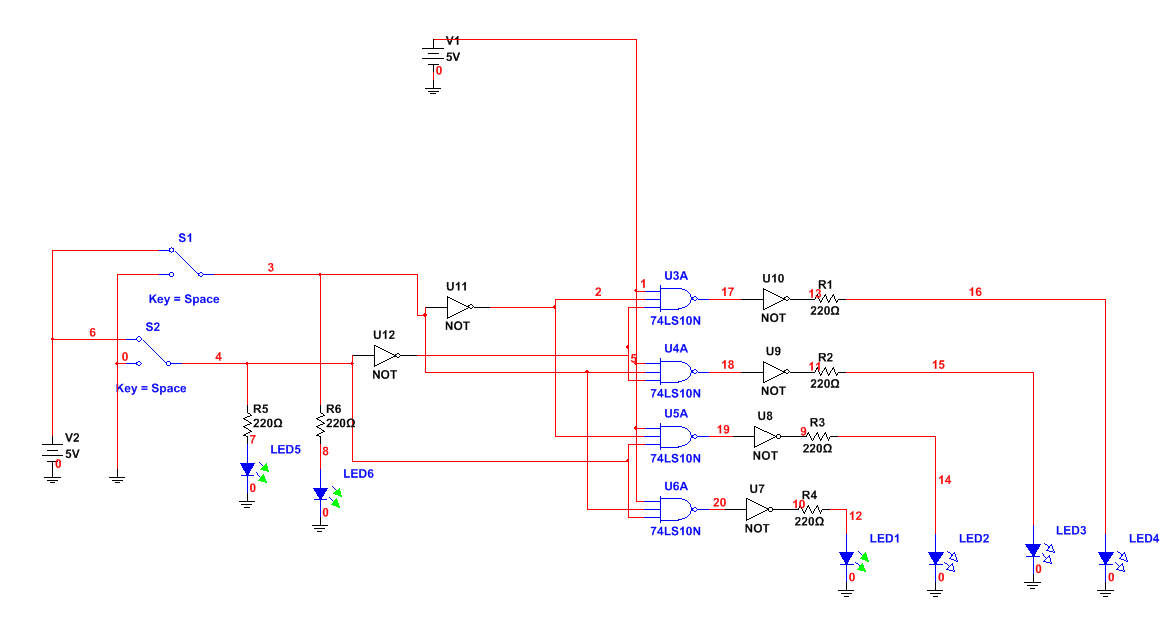 V1
5V
0
S1
3
Key = Space
6
S2
0
4
Key = Space
U11
NOT
2
U12
NOT
5
1
U3A
74LS10N
17
U10
NOT
13
R1
220Ω
16
U4A
74LS10N
18
U9
NOT
11
R2
220Ω
15
U5A
74LS10N
19
U8
NOT
9
R3
220Ω
14
U6A
74LS10N
20
U7
NOT
10
R4
220Ω
12
V2
5V
0
R5
220Ω
7
LED5
0
R6
220Ω
8
LED6
0
LED1
0
LED2
0
LED3
0
LED4
0